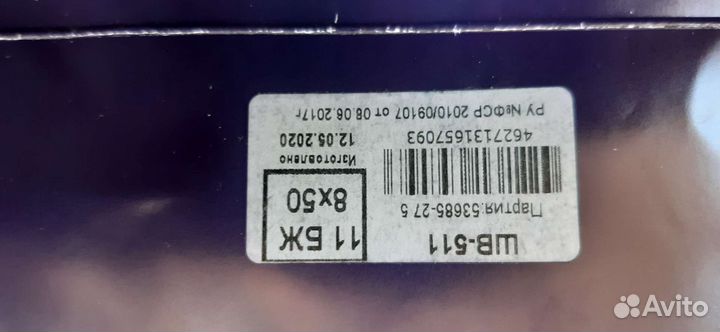 ШВ-511
Партия.53685-27 5
4627131657093
РУ №ФСР 2010/09107 от 08.06.2017г
11 БЖ
8х50
Изготовлено
12.05.2020
Avito